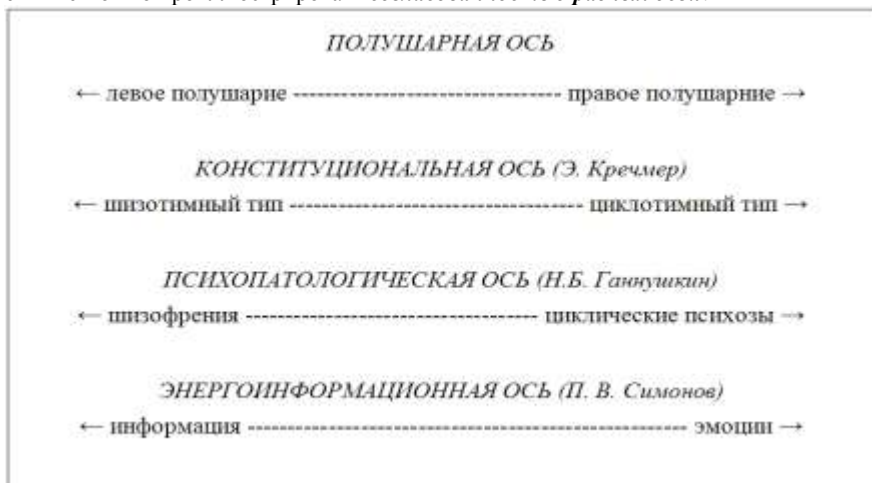 ПОЛУШАРНАЯ ОСЬ
← левое полушарие ---------------------------------- правое полушарние →
КОНСТИТУЦИОНАЛЬНАЯ ОСЬ (Э. Кречмер)
← шизотимный тип ------------------------------------- циклотимный тип →
ПСИХОПАТОЛОГИЧЕСКАЯ ОСЬ (Н.Б. Ганнушкин)
← шизофрения ------------------------------------- циклические психозы →
ЭНЕРГОИНФОРМАЦИОННАЯ ОСЬ (П. В. Симонов)
← информация ------------------------------------------------------- эмоции →